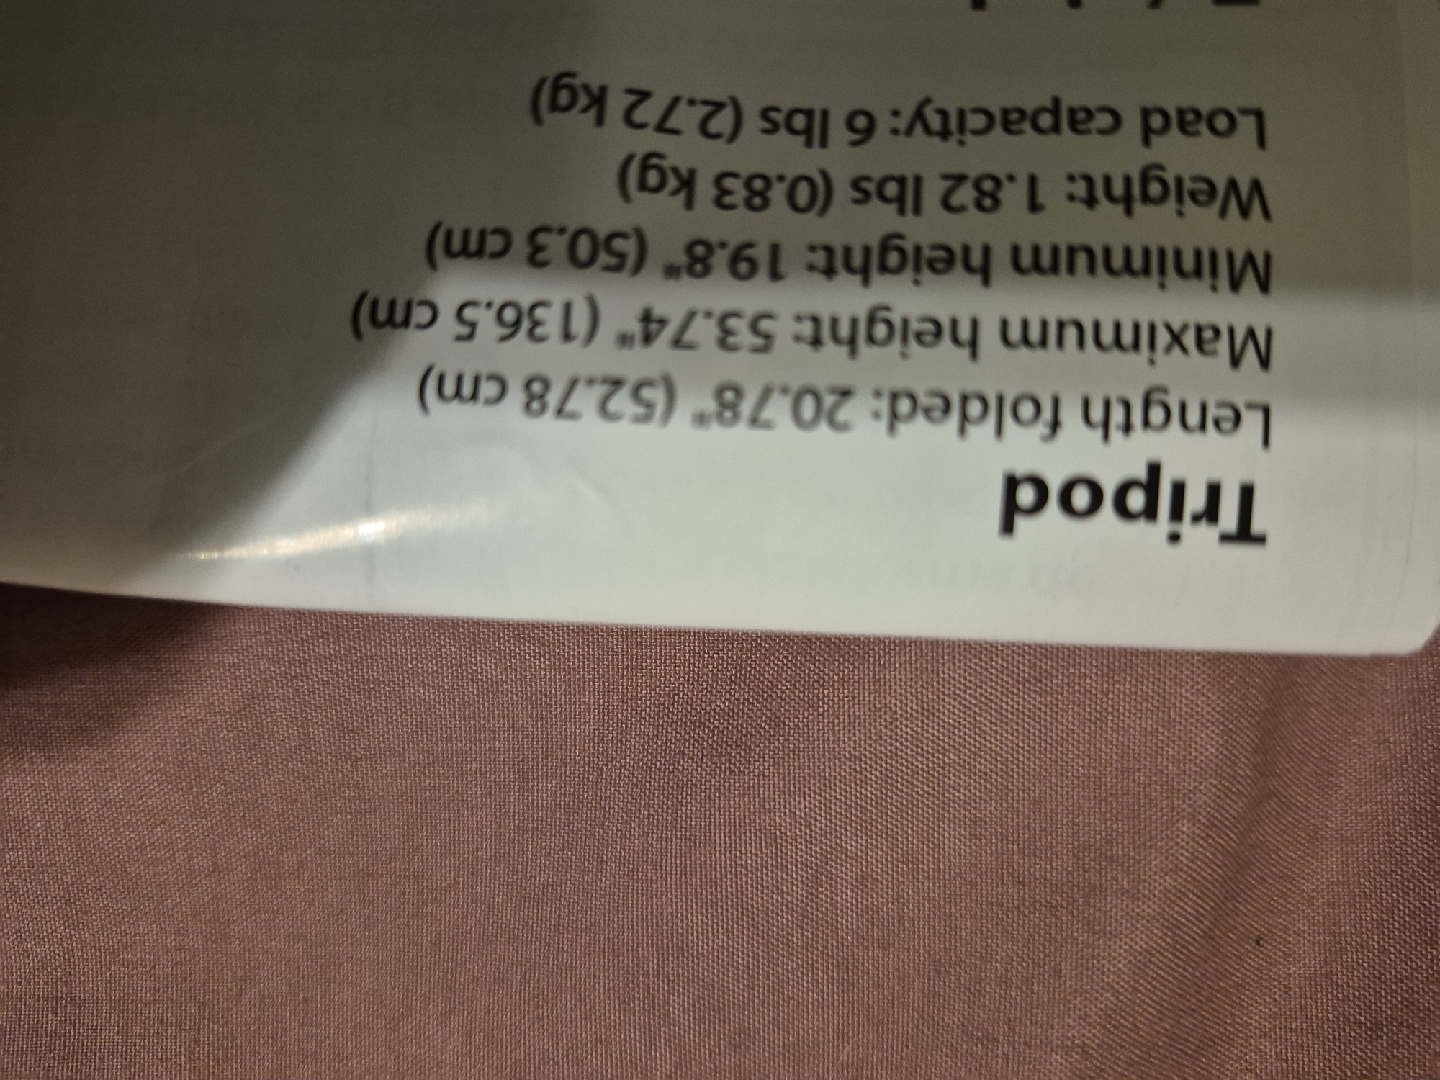 Tripod
Length folded: 20.78" (52.78 cm)
Maximum height: 53.74" (136.5 cm)
Minimum height: 19.8" (50.3 cm)
Weight: 1.82 lbs (0.83 kg)
Load capacity: 6 lbs (2.72 kg)